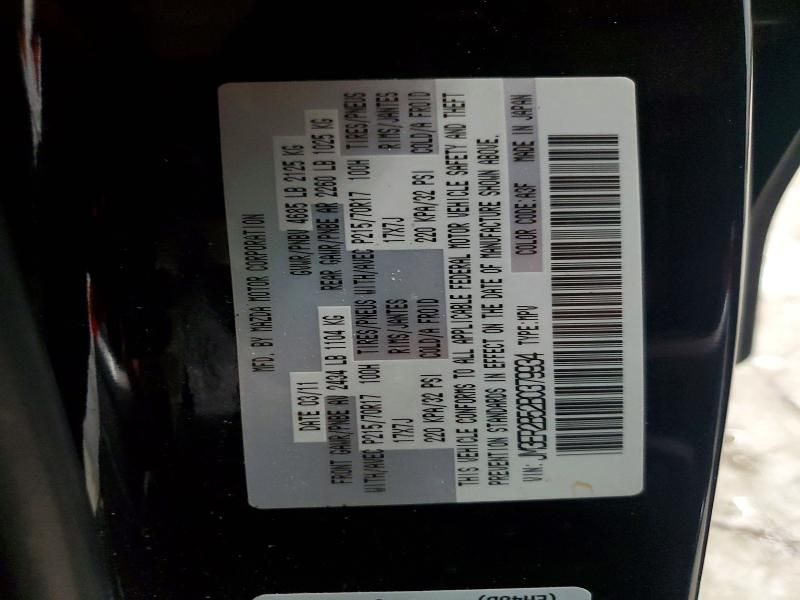 MFD. BY MAZDA MOTOR CORPORATION
DATE 03/11 GVWR/PNBV 4685 LB 2125 KG
FRONT GAWR/PNBE AV 2434 LB 1104 KG REAR GAWR/PNBE AR 2260 LB 1025 KG
WITH/AVEC P215/70R17 100H TIRES/PNEUS WITH/AVEC P215/70R17 100H TIRES/PNEUS
17X7J RIMS/JANTES 17X7J RIMS/JANTES
220 KPA/32 PSI COLD/A FROID 220 KPA/32 PSI COLD/A FROID
THIS VEHICLE CONFORMS TO ALL APPLICABLE FEDERAL MOTOR VEHICLE SAFETY AND THEFT
PREVENTION STANDARDS IN EFFECT ON THE DATE OF MANUFACTURE SHOWN ABOVE.
VIN: JM3ER2B52B0379934 TYPE:MPV COLOR CODE:A3F MADE IN JAPAN